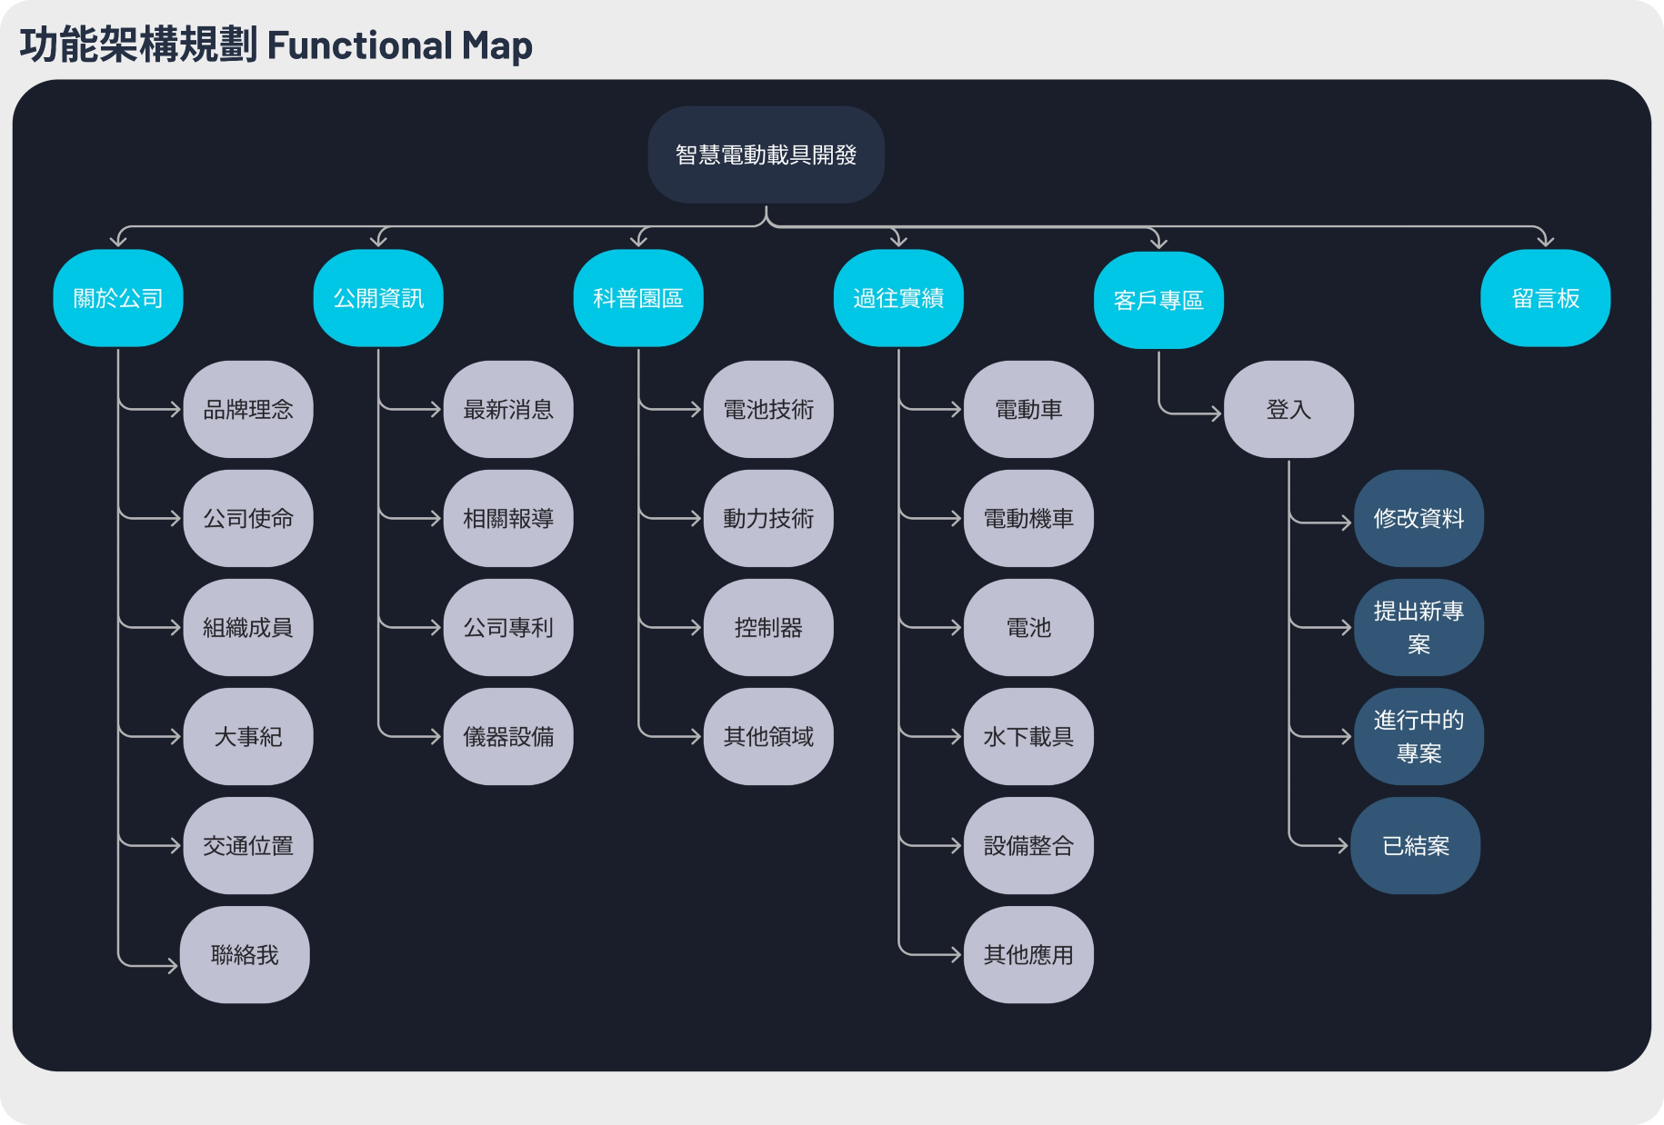 功能架構規劃 Functional Map
智慧電動載具開發
關於公司
公開資訊
科普園區
過往實績
客戶專區
留言板
品牌理念
公司使命
組織成員
大事紀
交通位置
聯絡我
最新消息
相關報導
公司專利
儀器設備
電池技術
動力技術
控制器
其他領域
電動車
電動機車
電池
水下載具
設備整合
其他應用
登入
修改資料
提出新專
案
進行中的
專案
已結案